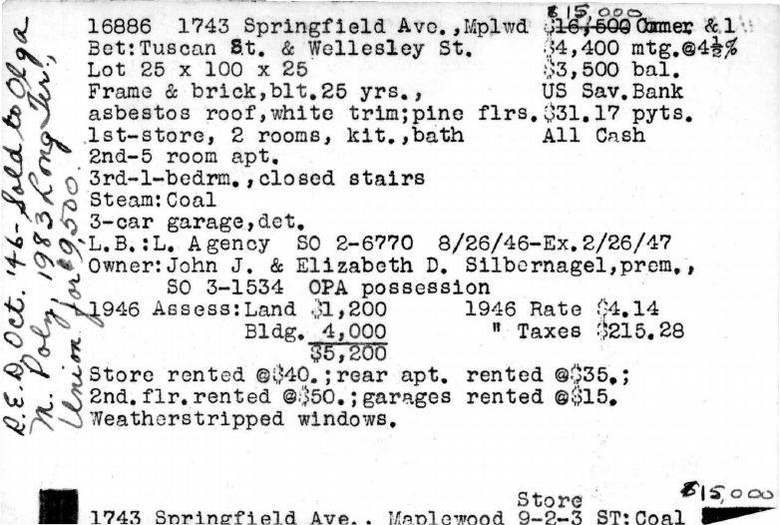 $15,000
16886 1743 Springfield Ave.,Mplwd $16,500 Comer & 1
Bet:Tuscan St. & Wellesley St. $4,400 mtg.@4½%
Lot 25 x 100 x 25 $3,500 bal.
Frame & brick,blt.25 yrs., US Sav.Bank
asbestos roof,white trim;pine flrs. $31.17 pyts.
1st-store, 2 rooms, kit.,bath All Cash
2nd-5 room apt.
3rd-1-bedrm.,closed stairs
Steam:Coal
3-car garage,det.
L.B.:L. Agency SO 2-6770 8/26/46-Ex.2/26/47
Owner:John J. & Elizabeth D. Silbernagel,prem.,
SO 3-1534 OPA possession
1946 Assess:Land $1,200 1946 Rate $4.14
Bldg. 4,000 " Taxes $215.28
$5,200
Store rented @$40.;rear apt. rented @$35.;
2nd.flr.rented @$50.;garages rented @$15.
Weatherstripped windows.
R.E.D. Oct. '46 - Sold to Olga
M. Poly, 1983 Long Ter.,
Union for $9,500.
Store $15,000
1743 Springfield Ave., Maplewood 9-2-3 ST:Coal